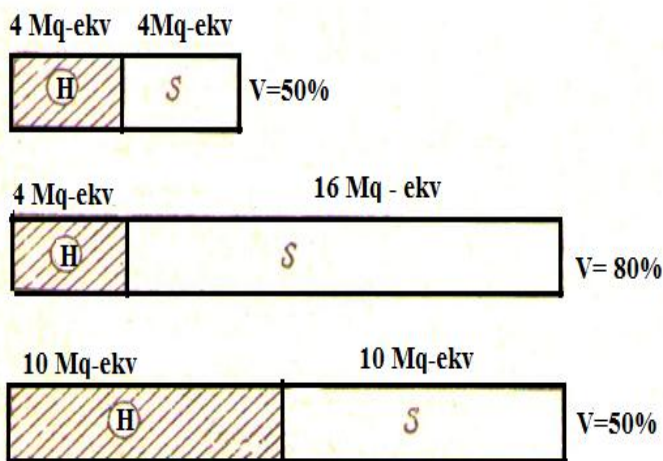 4 Mq-ekv 4Mq-ekv
H S V=50%
4 Mq-ekv 16 Mq - ekv
H S V= 80%
10 Mq-ekv 10 Mq-ekv
H S V=50%